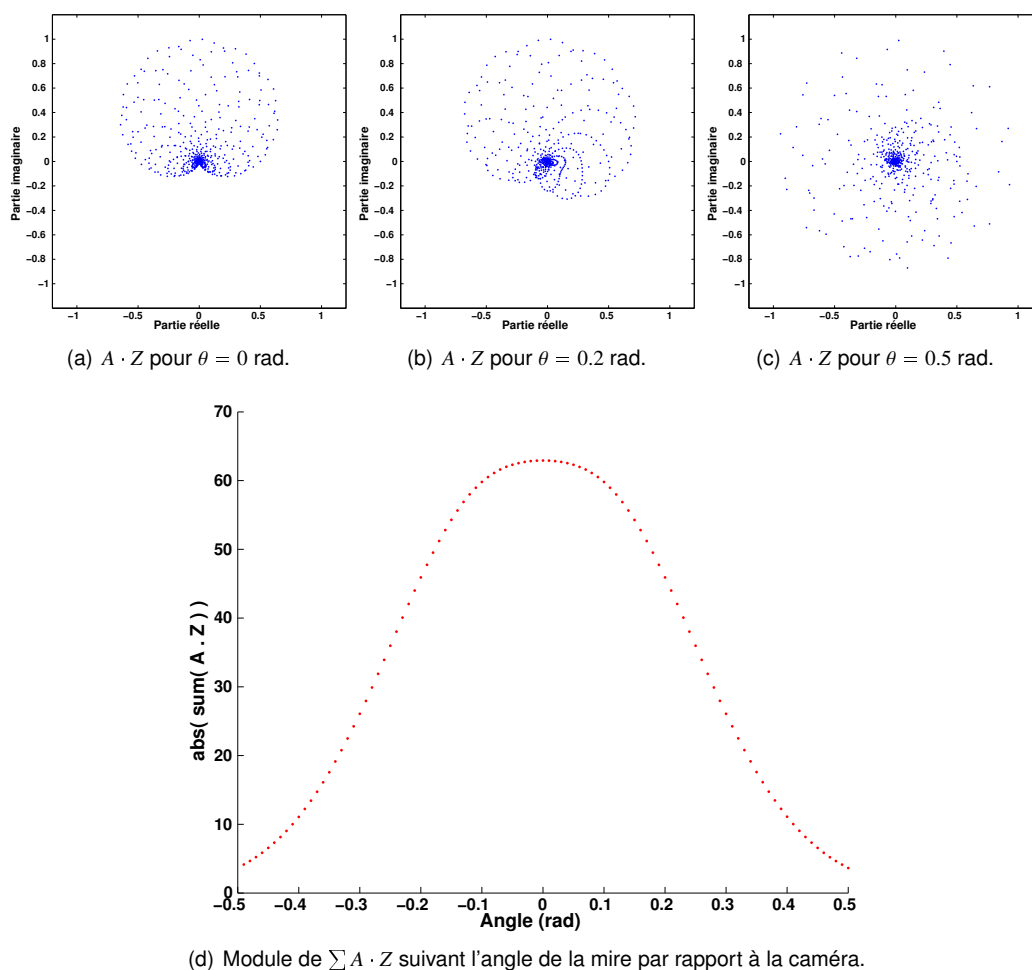 1
0.8
0.6
0.4
0.2
0
−0.2
−0.4
−0.6
−0.8
−1
Partie imaginaire
−1 −0.5 0 0.5 1
Partie réelle
(a) A · Z pour θ = 0 rad.
1
0.8
0.6
0.4
0.2
0
−0.2
−0.4
−0.6
−0.8
−1
Partie imaginaire
−1 −0.5 0 0.5 1
Partie réelle
(b) A · Z pour θ = 0.2 rad.
1
0.8
0.6
0.4
0.2
0
−0.2
−0.4
−0.6
−0.8
−1
Partie imaginaire
−1 −0.5 0 0.5 1
Partie réelle
(c) A · Z pour θ = 0.5 rad.
70
60
50
40
30
20
10
0
abs( sum( A . Z ) )
−0.5 −0.4 −0.3 −0.2 −0.1 0 0.1 0.2 0.3 0.4 0.5
Angle (rad)
(d) Module de ∑ A · Z suivant l'angle de la mire par rapport à la caméra.